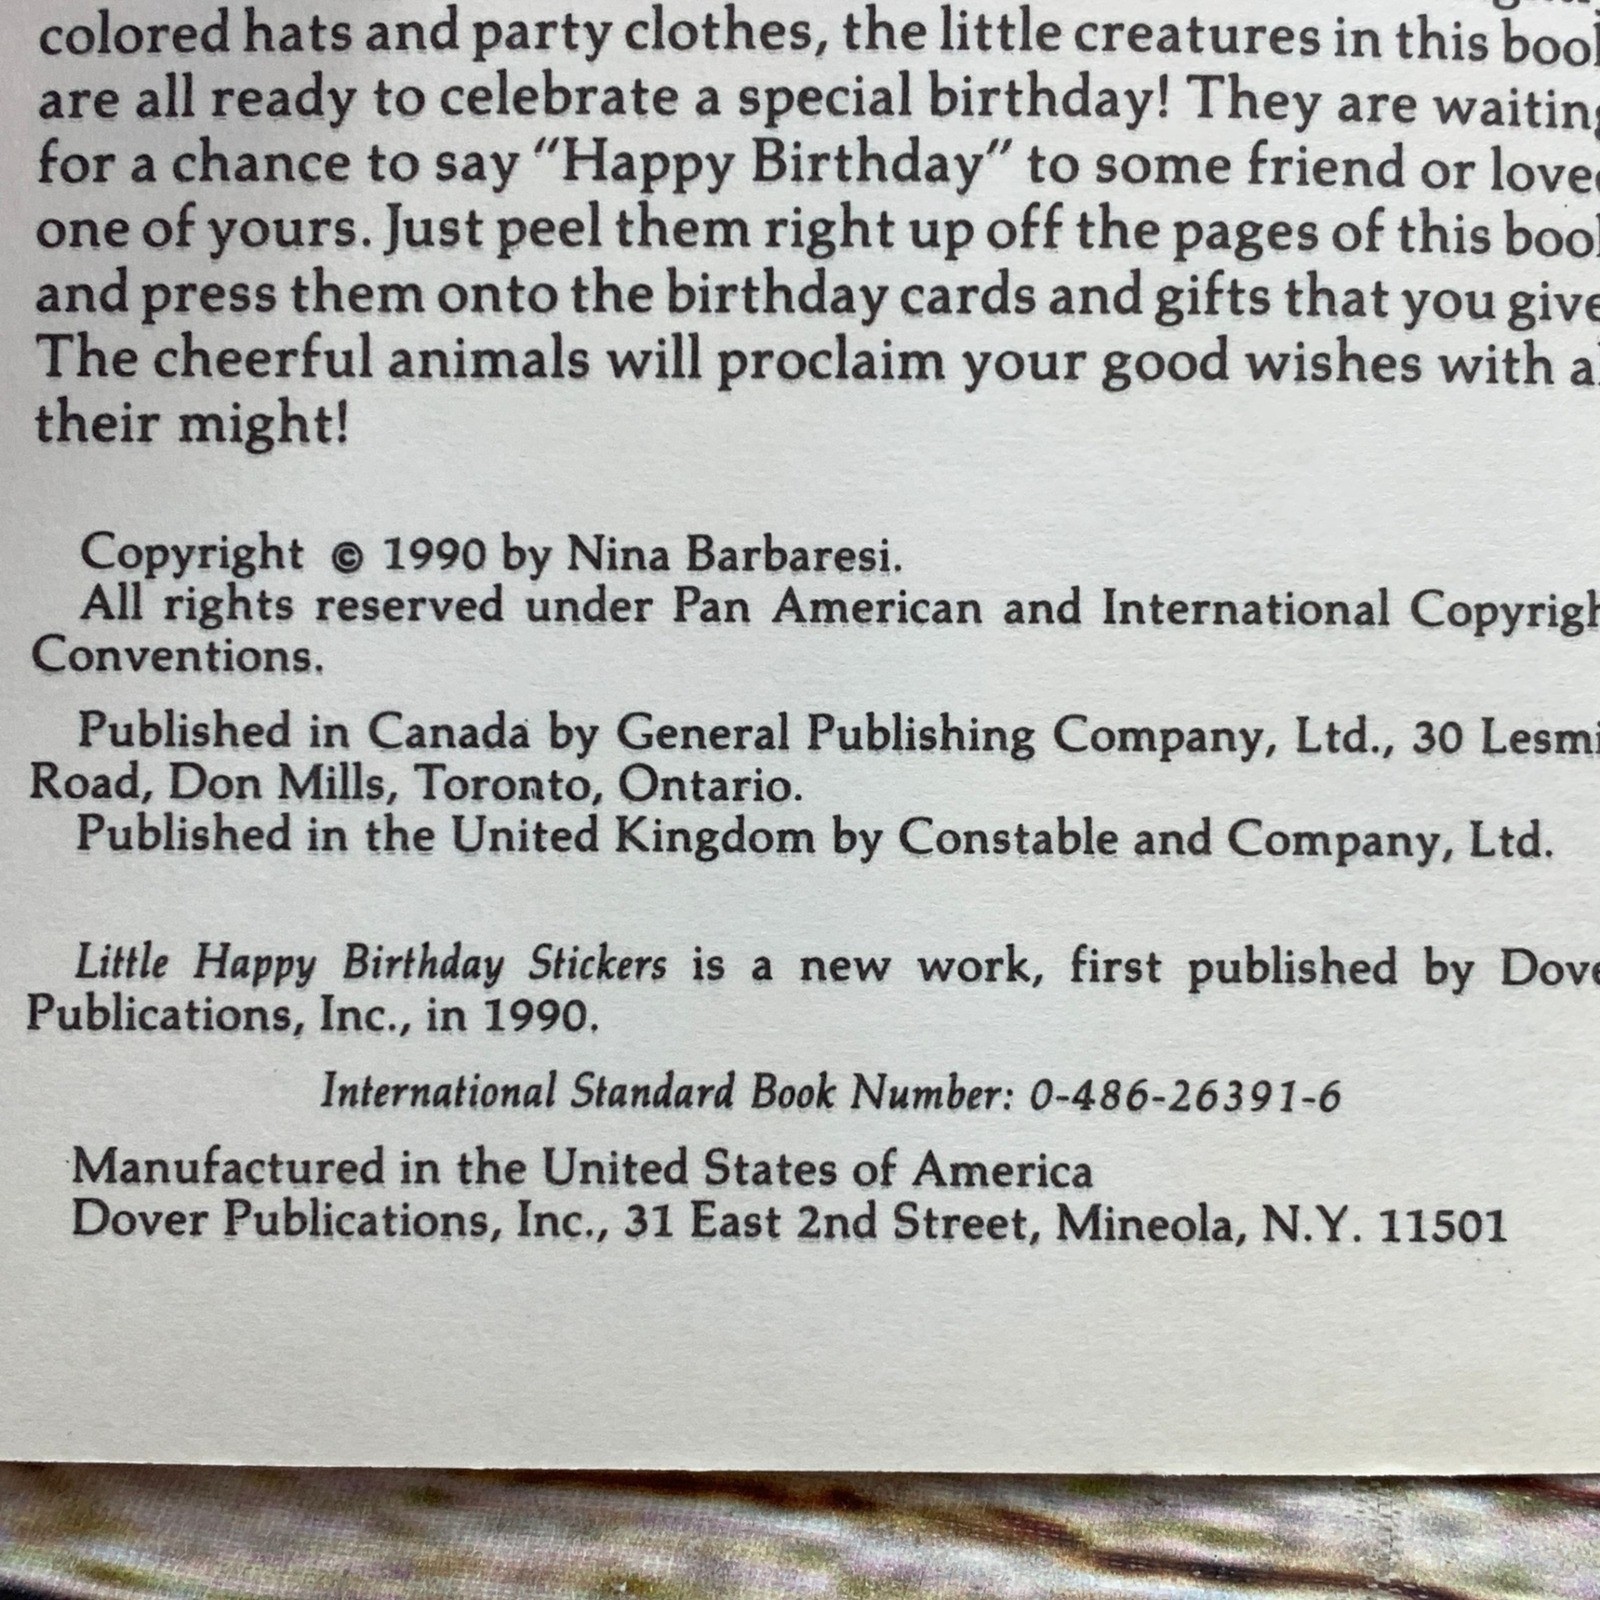 colored hats and party clothes, the little creatures in this
are all ready to celebrate a special birthday! They are
for a chance to say “Happy Birthday” to some friend or
one of yours. Just peel them right up off the pages of this
and press them onto the birthday cards and gifts that you give
The cheerful animals will proclaim your good wishes with
their might!
Copyright © 1990 by Nina Barbaresi.
All rights reserved under Pan American and International
Conventions.
Published in Canada by General Publishing Company, Ltd., 30
Road, Don Mills, Toronto, Ontario.
Published in the United Kingdom by Constable and Company, Ltd.
Little Happy Birthday Stickers is a new work, first published by
Publications, Inc., in 1990.
International Standard Book Number: 0-486-26391-6
Manufactured in the United States of America
Dover Publications, Inc., 31 East 2nd Street, Mineola, N.Y. 11501